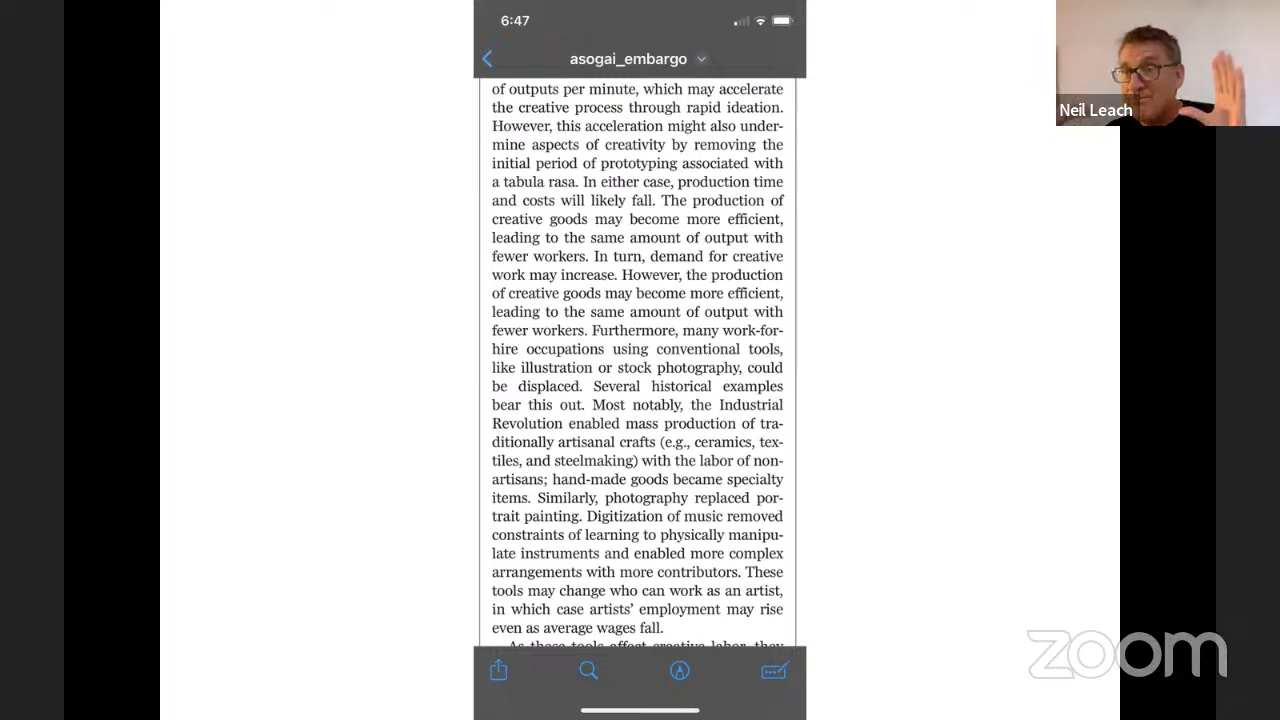 6:47
asogai_embargo
of outputs per minute, which may accelerate
the creative process through rapid ideation.
However, this acceleration might also under-
mine aspects of creativity by removing the
initial period of prototyping associated with
a tabula rasa. In either case, production time
and costs will likely fall. The production of
creative goods may become more efficient,
leading to the same amount of output with
fewer workers. In turn, demand for creative
work may increase. However, the production
of creative goods may become more efficient,
leading to the same amount of output with
fewer workers. Furthermore, many work-for-
hire occupations using conventional tools,
like illustration or stock photography, could
be displaced. Several historical examples
bear this out. Most notably, the Industrial
Revolution enabled mass production of tra-
ditionally artisanal crafts (e.g., ceramics, tex-
tiles, and steelmaking) with the labor of non-
artisans; hand-made goods became specialty
items. Similarly, photography replaced por-
trait painting. Digitization of music removed
constraints of learning to physically manipu-
late instruments and enabled more complex
arrangements with more contributors. These
tools may change who can work as an artist,
in which case artists’ employment may rise
even as average wages fall.
As these tools affect creative labor, they
Neil Leach
zoom